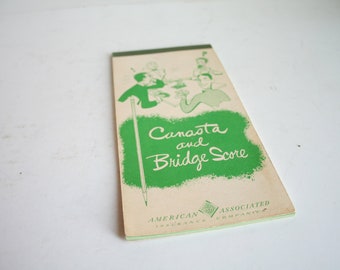 Canasta
and
Bridge Score
AMERICAN ASSOCIATED
INSURANCE COMPANIES